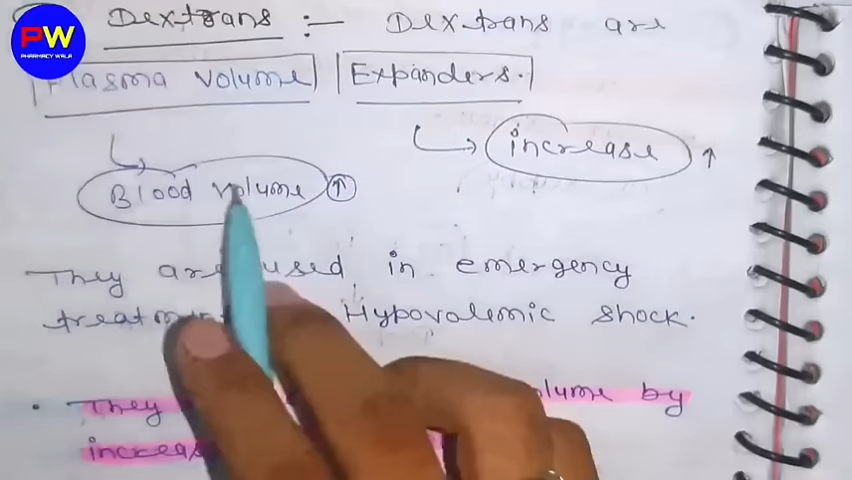 PW
PHARMACY WALA
Dextrans :- Dextrans are
Plasma Volume Expanders.
increase ↑
Blood volume ↑
They are used in emergency
Hypovolemic shock.
• They volume by